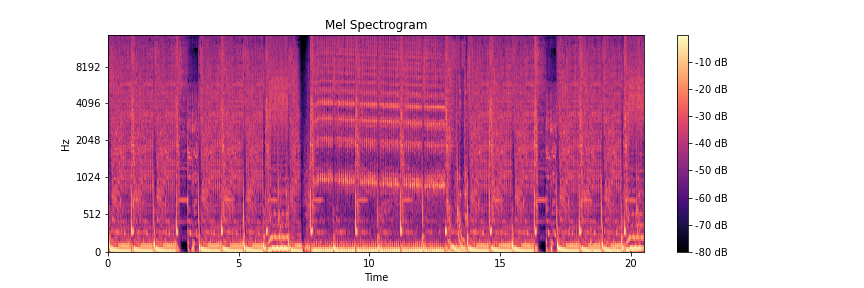 Mel Spectrogram
Hz
8192
4096
2048
1024
512
0
0 5 10 15 20
Time
-10 dB
-20 dB
-30 dB
-40 dB
-50 dB
-60 dB
-70 dB
-80 dB